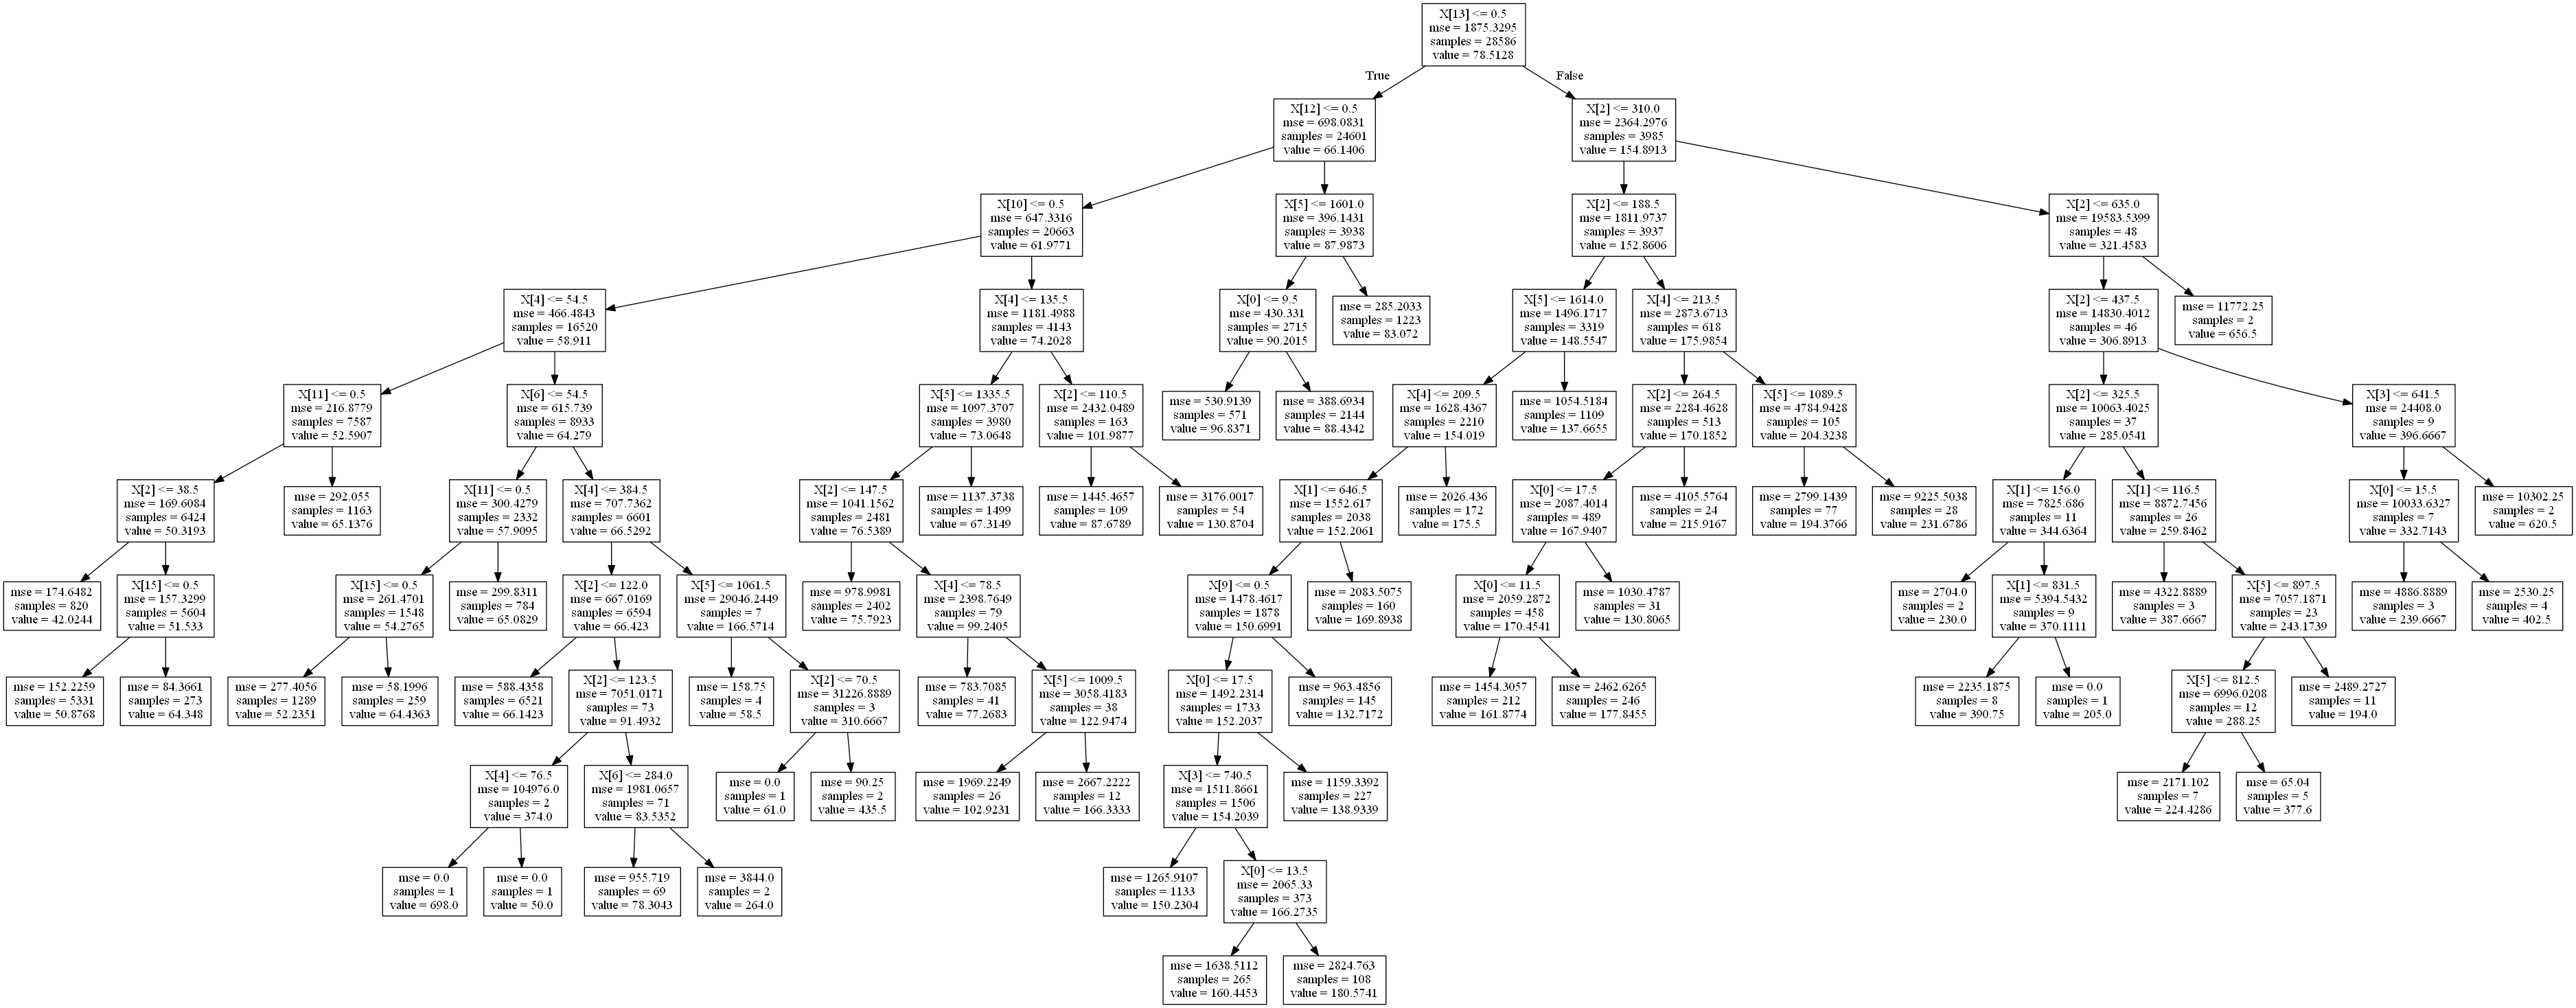 X[13] <= 0.5
mse = 1875.3295
samples = 28586
value = 78.5128
True
False
X[12] <= 0.5
mse = 698.0831
samples = 24601
value = 66.1406
X[2] <= 310.0
mse = 2364.2976
samples = 3985
value = 154.8913
X[10] <= 0.5
mse = 647.3316
samples = 20663
value = 61.9771
X[5] <= 1601.0
mse = 396.1431
samples = 3938
value = 87.9873
X[2] <= 188.5
mse = 1811.9737
samples = 3937
value = 152.8606
X[2] <= 635.0
mse = 19583.5399
samples = 48
value = 321.4583
X[4] <= 54.5
mse = 466.4843
samples = 16520
value = 58.911
X[4] <= 135.5
mse = 1181.4988
samples = 4143
value = 74.2028
X[0] <= 9.5
mse = 430.331
samples = 2715
value = 90.2015
mse = 285.2033
samples = 1223
value = 83.072
X[5] <= 1614.0
mse = 1496.1717
samples = 3319
value = 148.5547
X[4] <= 213.5
mse = 2873.6713
samples = 618
value = 175.9854
X[2] <= 437.5
mse = 14830.4012
samples = 46
value = 306.8913
mse = 11772.25
samples = 2
value = 656.5
X[11] <= 0.5
mse = 216.8779
samples = 7587
value = 52.5907
X[6] <= 54.5
mse = 615.739
samples = 8933
value = 64.279
X[5] <= 1335.5
mse = 1097.3707
samples = 3980
value = 73.0648
X[2] <= 110.5
mse = 2432.0489
samples = 163
value = 101.9877
mse = 530.9139
samples = 571
value = 96.8371
mse = 388.6934
samples = 2144
value = 88.4342
X[4] <= 209.5
mse = 1628.4367
samples = 2210
value = 154.019
mse = 1054.5184
samples = 1109
value = 137.6655
X[2] <= 264.5
mse = 2284.4628
samples = 513
value = 170.1852
X[5] <= 1089.5
mse = 4784.9428
samples = 105
value = 204.3238
X[2] <= 325.5
mse = 10063.4025
samples = 37
value = 285.0541
X[3] <= 641.5
mse = 24408.0
samples = 9
value = 396.6667
X[2] <= 38.5
mse = 169.6084
samples = 6424
value = 50.3193
mse = 292.055
samples = 1163
value = 65.1376
X[11] <= 0.5
mse = 300.4279
samples = 2332
value = 57.9095
X[4] <= 384.5
mse = 707.7362
samples = 6601
value = 66.5292
X[2] <= 147.5
mse = 1041.1562
samples = 2481
value = 76.5389
mse = 1137.3738
samples = 1499
value = 67.3149
mse = 1445.4657
samples = 109
value = 87.6789
mse = 3176.0017
samples = 54
value = 130.8704
X[1] <= 646.5
mse = 1552.617
samples = 2038
value = 152.2061
mse = 2026.436
samples = 172
value = 175.5
X[0] <= 17.5
mse = 2087.4014
samples = 489
value = 167.9407
mse = 4105.5764
samples = 24
value = 215.9167
mse = 2799.1439
samples = 77
value = 194.3766
mse = 9225.5038
samples = 28
value = 231.6786
X[1] <= 156.0
mse = 7825.686
samples = 11
value = 344.6364
X[1] <= 116.5
mse = 8872.7456
samples = 26
value = 259.8462
X[0] <= 15.5
mse = 10033.6327
samples = 7
value = 332.7143
mse = 10302.25
samples = 2
value = 620.5
mse = 174.6482
samples = 820
value = 42.0244
X[15] <= 0.5
mse = 157.3299
samples = 5604
value = 51.533
X[15] <= 0.5
mse = 261.4701
samples = 1548
value = 54.2765
mse = 299.8311
samples = 784
value = 65.0829
X[2] <= 122.0
mse = 667.0169
samples = 6594
value = 66.423
X[5] <= 1061.5
mse = 29046.2449
samples = 7
value = 166.5714
mse = 978.9981
samples = 2402
value = 75.7923
X[4] <= 78.5
mse = 2398.7649
samples = 79
value = 99.2405
X[9] <= 0.5
mse = 1478.4617
samples = 1878
value = 150.6991
mse = 2083.5075
samples = 160
value = 169.8938
X[0] <= 11.5
mse = 2059.2872
samples = 458
value = 170.4541
mse = 1030.4787
samples = 31
value = 130.8065
mse = 2704.0
samples = 2
value = 230.0
X[1] <= 831.5
mse = 5394.5432
samples = 9
value = 370.1111
mse = 4322.8889
samples = 3
value = 387.6667
X[5] <= 897.5
mse = 7057.1871
samples = 23
value = 243.1739
mse = 4886.8889
samples = 3
value = 239.6667
mse = 2530.25
samples = 4
value = 402.5
mse = 152.2259
samples = 5331
value = 50.8768
mse = 84.3661
samples = 273
value = 64.348
mse = 277.4056
samples = 1289
value = 52.2351
mse = 58.1996
samples = 259
value = 64.4363
mse = 588.4358
samples = 6521
value = 66.1423
X[2] <= 123.5
mse = 7051.0171
samples = 73
value = 91.4932
mse = 158.75
samples = 4
value = 58.5
X[2] <= 70.5
mse = 31226.8889
samples = 3
value = 310.6667
mse = 783.7085
samples = 41
value = 77.2683
X[5] <= 1009.5
mse = 3058.4183
samples = 38
value = 122.9474
X[0] <= 17.5
mse = 1492.2314
samples = 1733
value = 152.2037
mse = 963.4856
samples = 145
value = 132.7172
mse = 1454.3057
samples = 212
value = 161.8774
mse = 2462.6265
samples = 246
value = 177.8455
mse = 2235.1875
samples = 8
value = 390.75
mse = 0.0
samples = 1
value = 205.0
X[5] <= 812.5
mse = 6996.0208
samples = 12
value = 288.25
mse = 2489.2727
samples = 11
value = 194.0
X[4] <= 76.5
mse = 104976.0
samples = 2
value = 374.0
X[6] <= 284.0
mse = 1981.0657
samples = 71
value = 83.5352
mse = 0.0
samples = 1
value = 61.0
mse = 90.25
samples = 2
value = 435.5
mse = 1969.2249
samples = 26
value = 102.9231
mse = 2667.2222
samples = 12
value = 166.3333
X[3] <= 740.5
mse = 1511.8661
samples = 1506
value = 154.2039
mse = 1159.3392
samples = 227
value = 138.9339
mse = 2171.102
samples = 7
value = 224.4286
mse = 65.04
samples = 5
value = 377.6
mse = 0.0
samples = 1
value = 698.0
mse = 0.0
samples = 1
value = 50.0
mse = 955.719
samples = 69
value = 78.3043
mse = 3844.0
samples = 2
value = 264.0
mse = 1265.9107
samples = 1133
value = 150.2304
X[0] <= 13.5
mse = 2065.33
samples = 373
value = 166.2735
mse = 1638.5112
samples = 265
value = 160.4453
mse = 2824.763
samples = 108
value = 180.5741